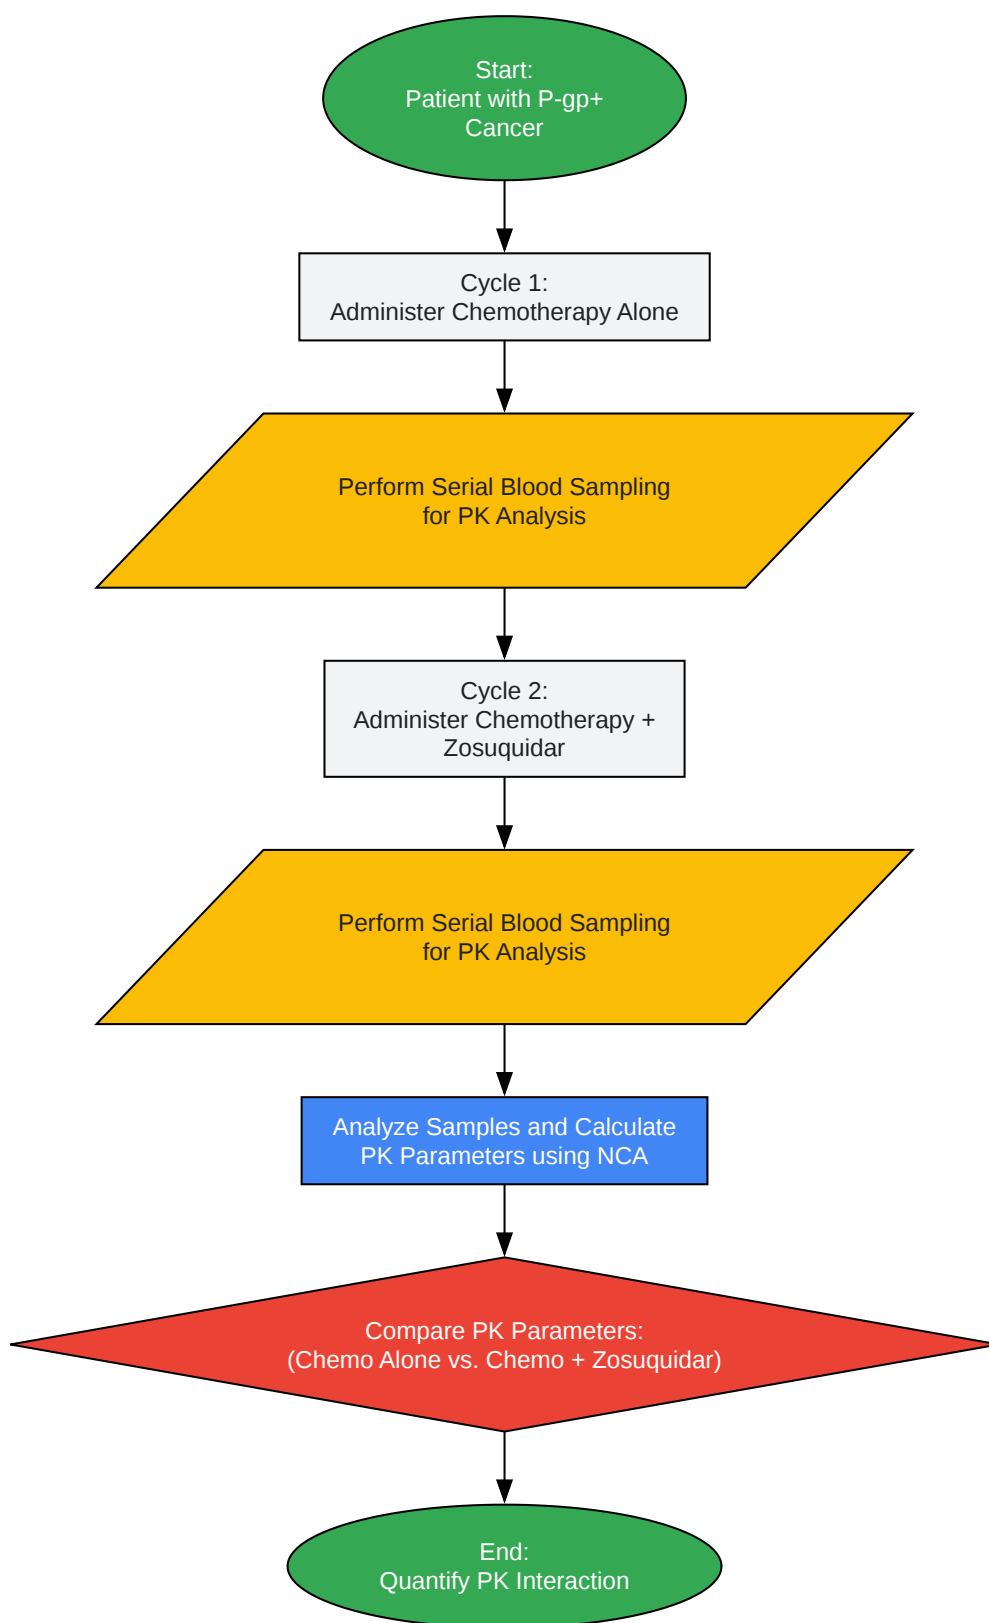 Start:
Patient with P-gp+
Cancer
Cycle 1:
Administer Chemotherapy Alone
Perform Serial Blood Sampling
for PK Analysis
Cycle 2:
Administer Chemotherapy +
Zosuquidar
Perform Serial Blood Sampling
for PK Analysis
Analyze Samples and Calculate
PK Parameters using NCA
Compare PK Parameters:
(Chemo Alone vs. Chemo + Zosuquidar)
End:
Quantify PK Interaction